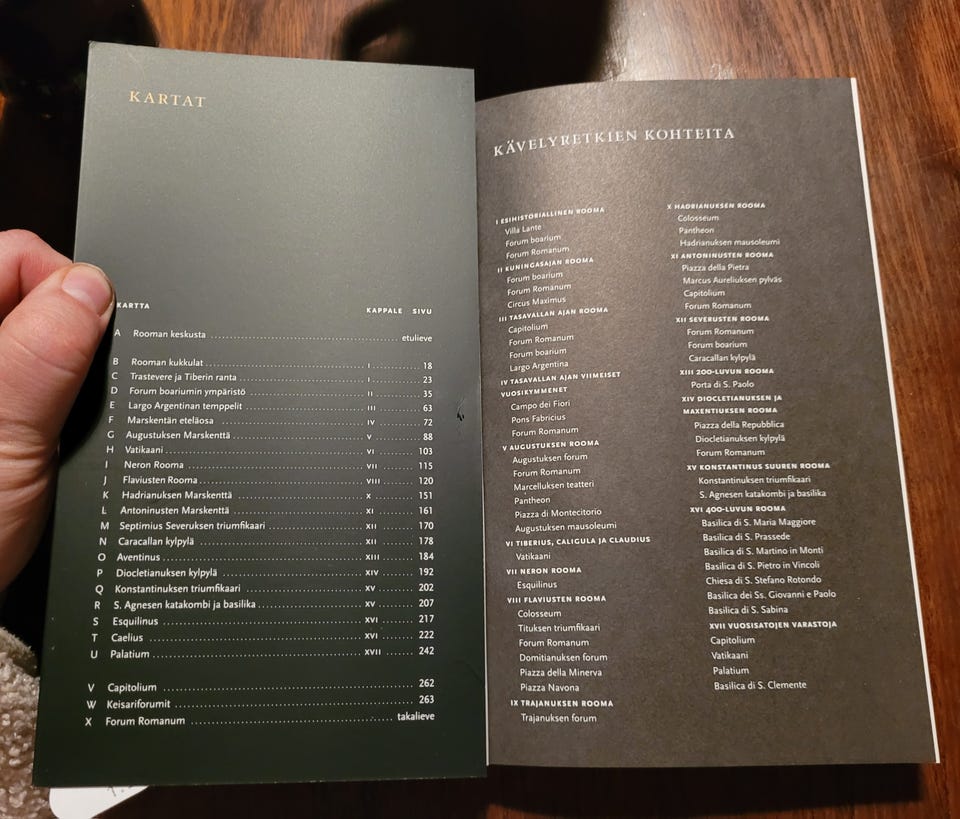 KARTAT
KARTTA KAPPALE SIVU
A Rooman keskusta etulieve
B Rooman kukkulat I 18
C Trastevere ja Tiberin ranta I 23
D Forum boariumin ympäristö II 35
E Largo Argentinan temppelit III 63
F Marskentän eteläosa IV 72
G Augustuksen Marskenttä V 88
H Vatikaani VI 103
I Neron Rooma VII 115
J Flaviusten Rooma VIII 120
K Hadrianuksen Marskenttä X 151
L Antoninusten Marskenttä XI 161
M Septimius Severuksen triumfikaari XII 170
N Caracallan kylpylä XII 178
O Aventinus XIII 184
P Diocletianuksen kylpylä XIV 192
Q Konstantinuksen triumfikaari XV 202
R S. Agnesen katakombi ja basilika XV 207
S Esquilinus XVI 217
T Caelius XVI 222
U Palatium XVII 242
V Capitolium 262
W Keisariforumit 263
X Forum Romanum takalieve
KÄVELYRETKIEN KOHTEITA
I ESIHISTORIALLINEN ROOMA
Villa Lante
Forum boarium
Forum Romanum
II KUNINGASAJAN ROOMA
Forum boarium
Forum Romanum
Circus Maximus
III TASAVALLAN AJAN ROOMA
Capitolium
Forum Romanum
Forum boarium
Largo Argentina
IV TASAVALLAN AJAN VIIMEISET
VUOSIKYMMENET
Campo dei Fiori
Pons Fabricius
Forum Romanum
V AUGUSTUKSEN ROOMA
Augustuksen forum
Forum Romanum
Marcelluksen teatteri
Pantheon
Piazza di Montecitorio
Augustuksen mausoleumi
VI TIBERIUS, CALIGULA JA CLAUDIUS
Vatikaani
VII NERON ROOMA
Esquilinus
VIII FLAVIUSTEN ROOMA
Colosseum
Tituksen triumfikaari
Forum Romanum
Domitianuksen forum
Piazza della Minerva
Piazza Navona
IX TRAJANUKSEN ROOMA
Trajanuksen forum
X HADRIANUKSEN ROOMA
Colosseum
Pantheon
Hadrianuksen mausoleumi
XI ANTONINUSTEN ROOMA
Piazza della Pietra
Marcus Aureliuksen pylväs
Capitolium
Forum Romanum
XII SEVERUSTEN ROOMA
Forum Romanum
Forum boarium
Caracallan kylpylä
XIII 200-LUVUN ROOMA
Porta di S. Paolo
XIV DIOCLETIANUKSEN JA
MAXENTIUKSEN ROOMA
Piazza della Repubblica
Diocletianuksen kylpylä
Forum Romanum
XV KONSTANTINUS SUUREN ROOMA
Konstantinuksen triumfikaari
S. Agnesen katakombi ja basilika
XVI 400-LUVUN ROOMA
Basilica di S. Maria Maggiore
Basilica di S. Prassede
Basilica di S. Martino in Monti
Basilica di S. Pietro in Vincoli
Chiesa di S. Stefano Rotondo
Basilica dei Ss. Giovanni e Paolo
Basilica di S. Sabina
XVII VUOSISATOJEN VARASTOJA
Capitolium
Vatikaani
Palatium
Basilica di S. Clemente